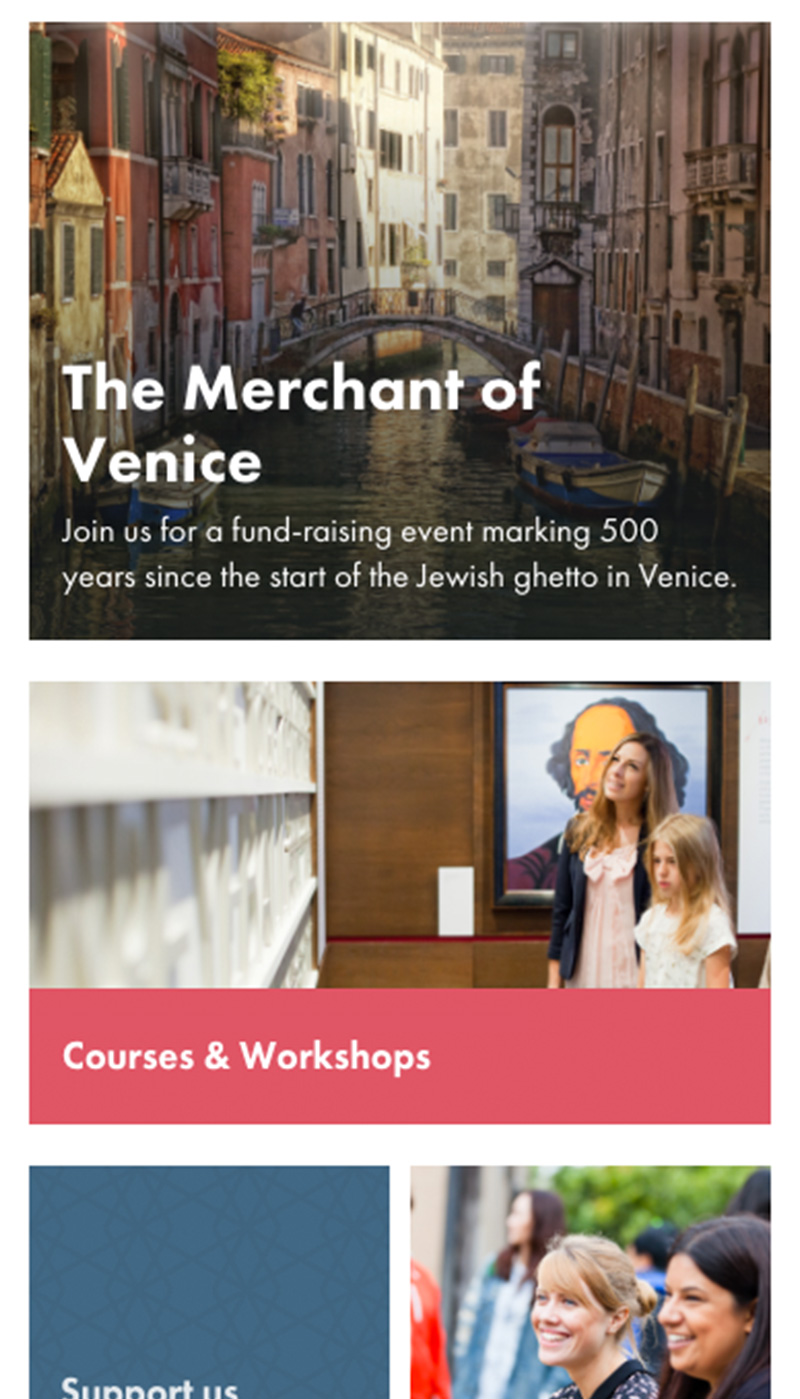 The Merchant of
Venice
Join us for a fund-raising event marking 500
years since the start of the Jewish ghetto in Venice.
Courses & Workshops
Support us